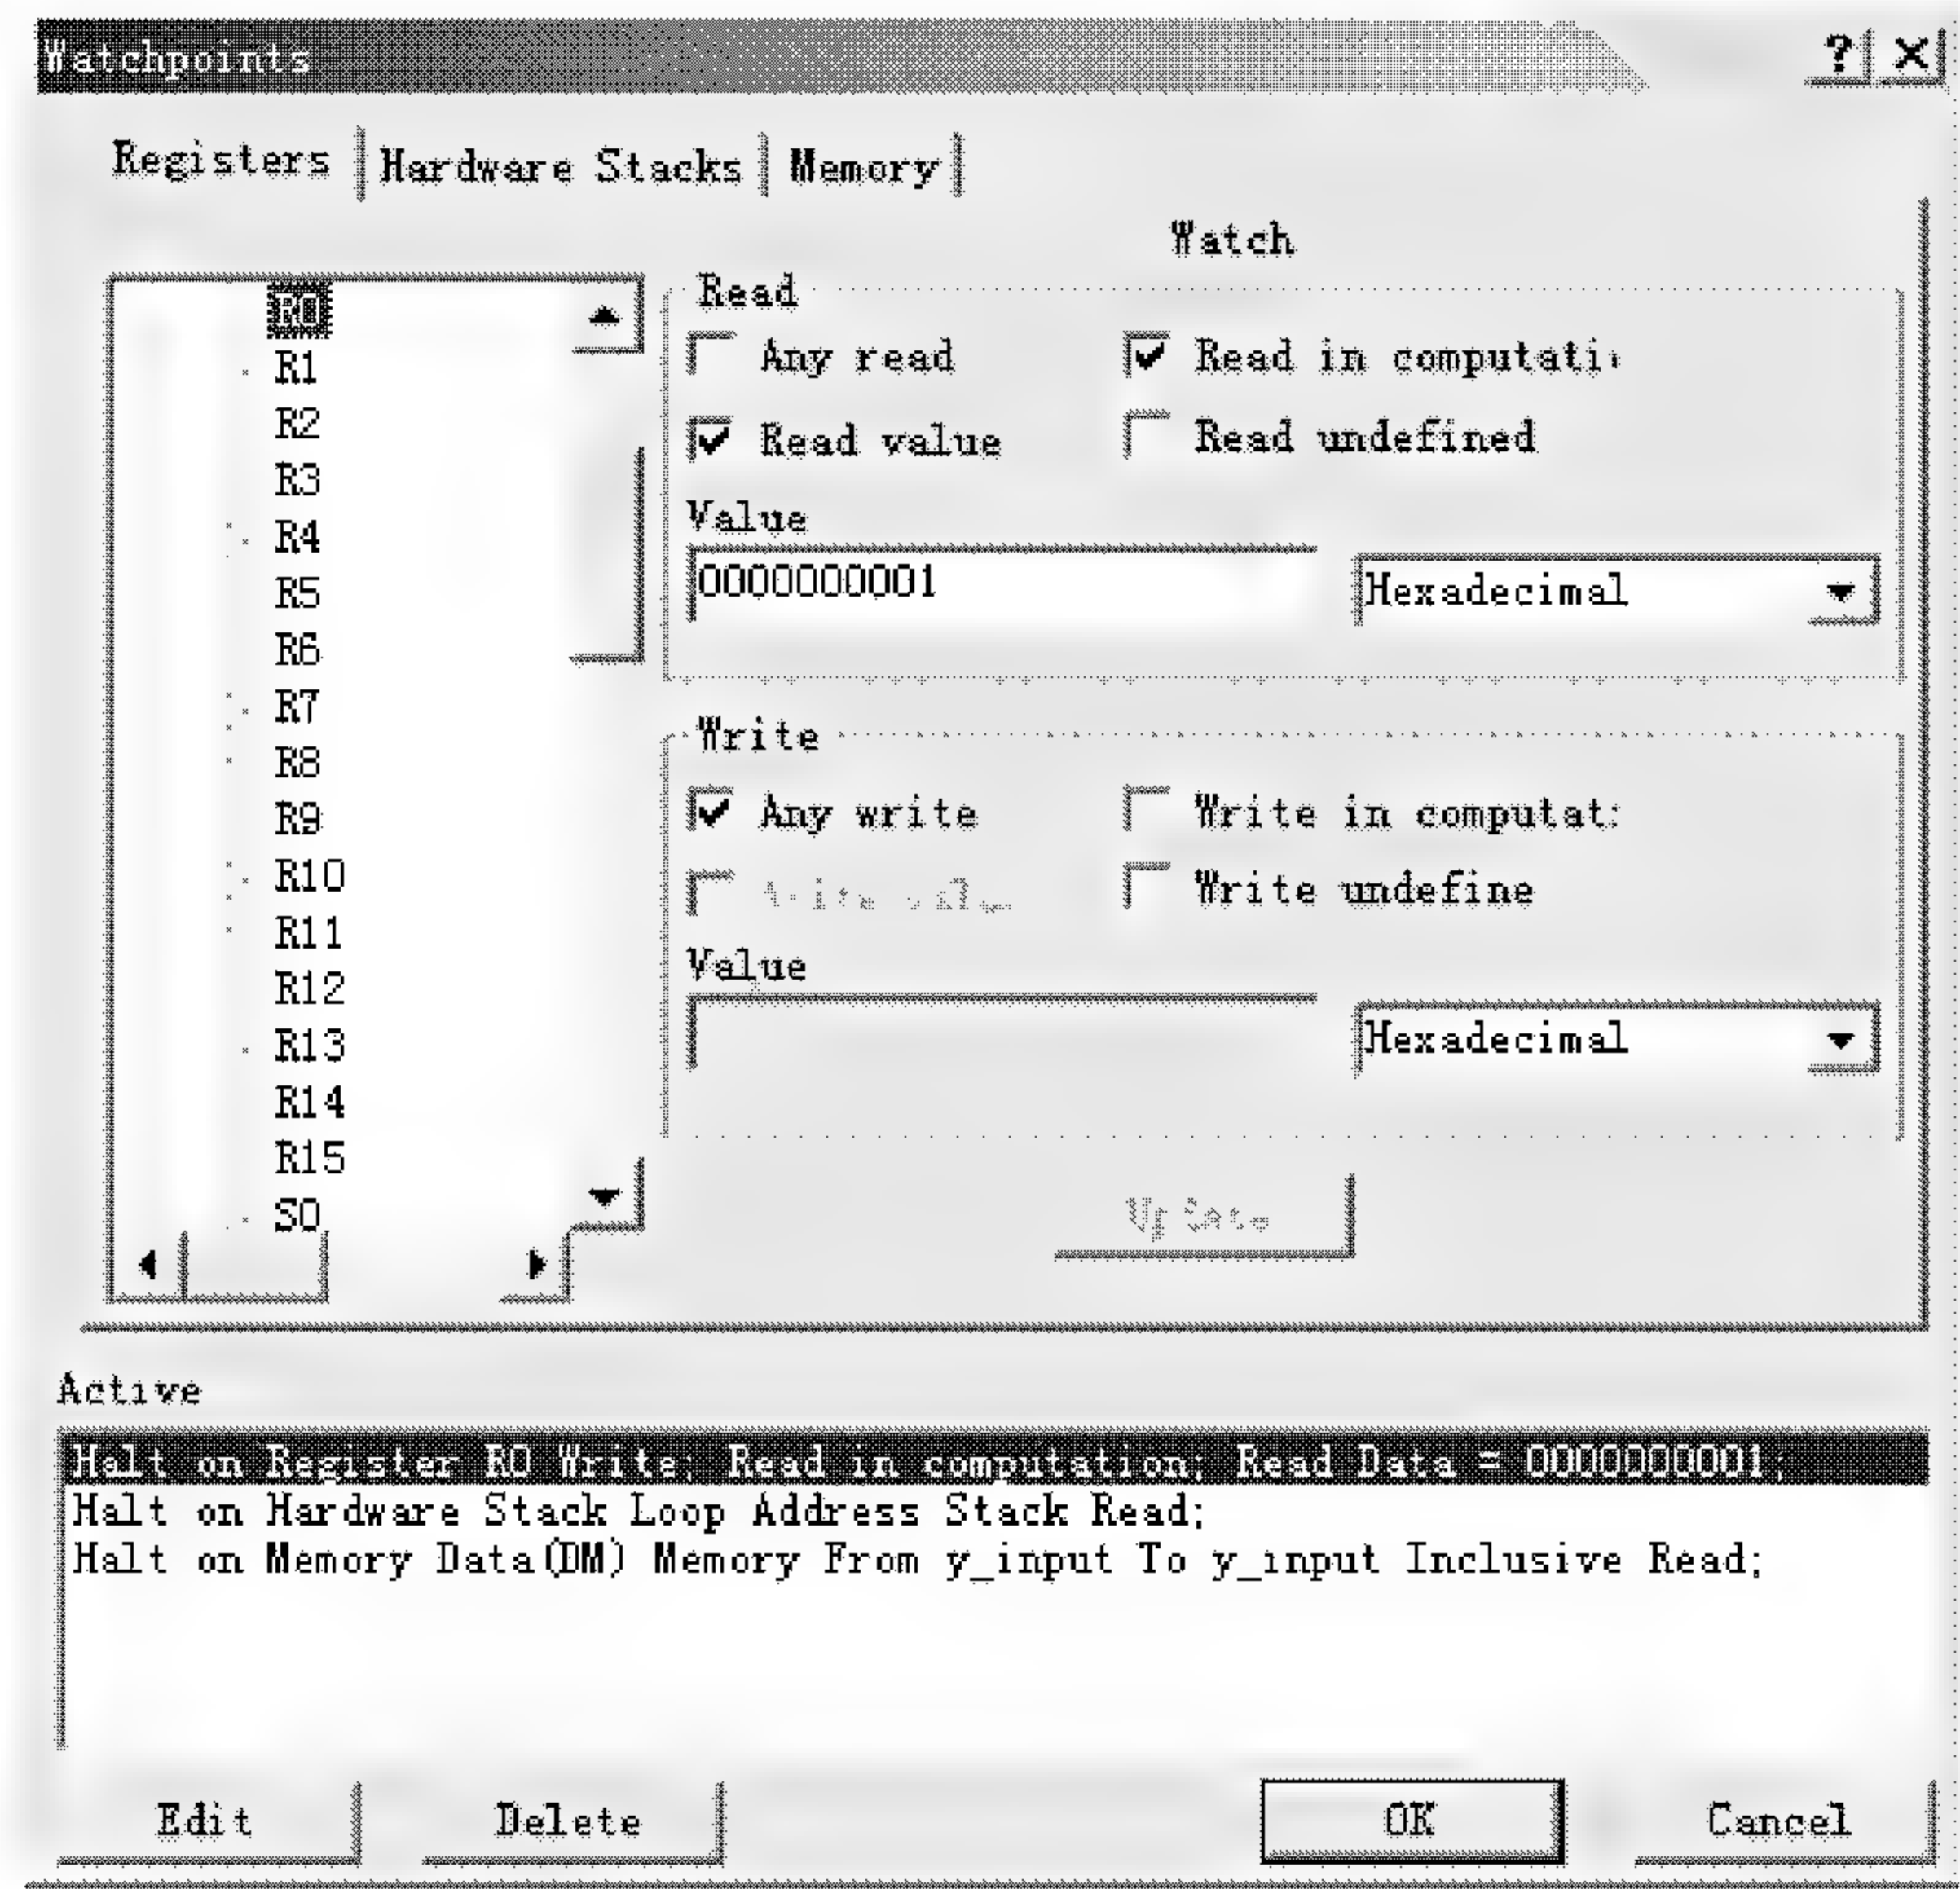 Watchpoints
Registers Hardware Stacks Memory
Watch
R0
R1
R2
R3
R4
R5
R6
R7
R8
R9
R10
R11
R12
R13
R14
R15
S0
Read
Any read Read in computati
Read value Read undefined
Value
0000000001 Hexadecimal
Write
Any write Write in computat
Write undefine
Value
Hexadecimal
Active
Halt on Register R0 Write; Read in computation; Read Data = 0000000001;
Halt on Hardware Stack Loop Address Stack Read;
Halt on Memory Data(DM) Memory From y_input To y_input Inclusive Read;
Edit Delete OK Cancel